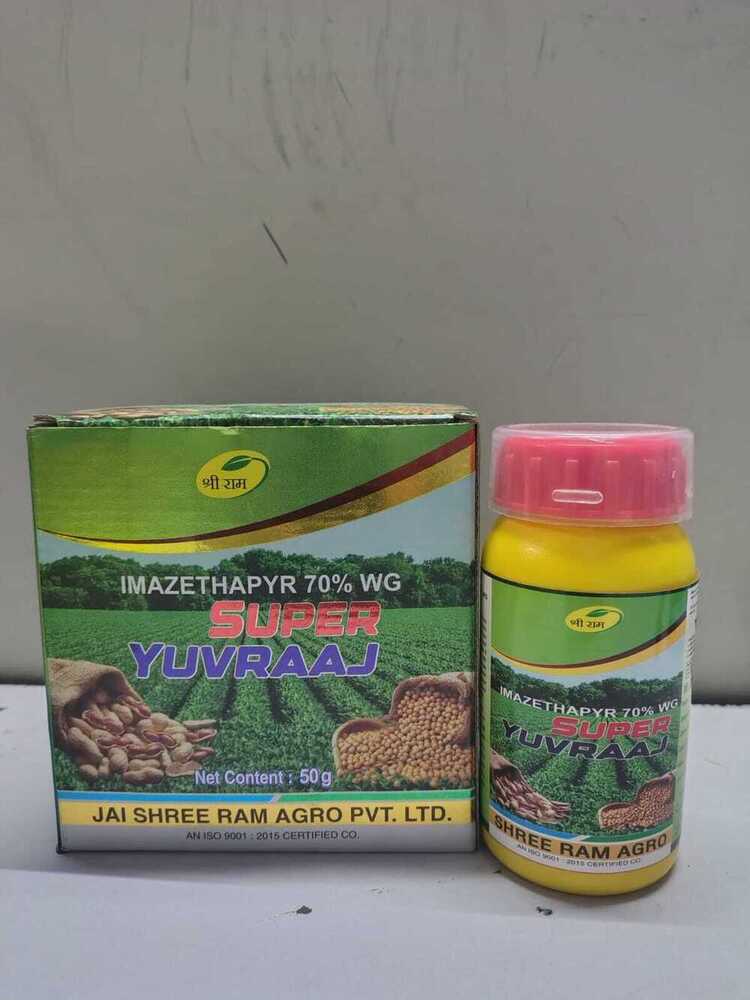 श्री राम
IMAZETHAPYR 70% WG
SUPER
YUVRAAJ
Net Content : 50g
JAI SHREE RAM AGRO PVT. LTD.
AN ISO 9001 : 2015 CERTIFIED CO.
श्री राम
IMAZETHAPYR 70% WG
SUPER
YUVRAAJ
SHREE RAM AGRO
AN ISO 9001 : 2015 CERTIFIED CO.